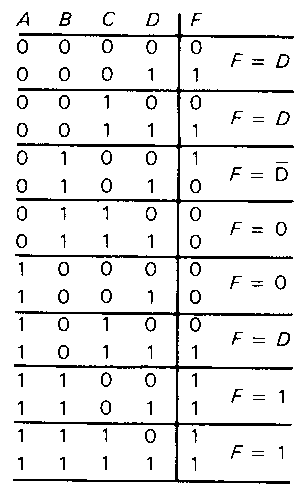 A B C D F
0 0 0 0 0
F = D
0 0 0 1 1
0 0 1 0 0
F = D
0 0 1 1 1
0 1 0 0 1
F = D̅
0 1 0 1 0
0 1 1 0 0
F = 0
0 1 1 1 0
1 0 0 0 0
F = 0
1 0 0 1 0
1 0 1 0 0
F = D
1 0 1 1 1
1 1 0 0 1
F = 1
1 1 0 1 1
1 1 1 0 1
F = 1
1 1 1 1 1